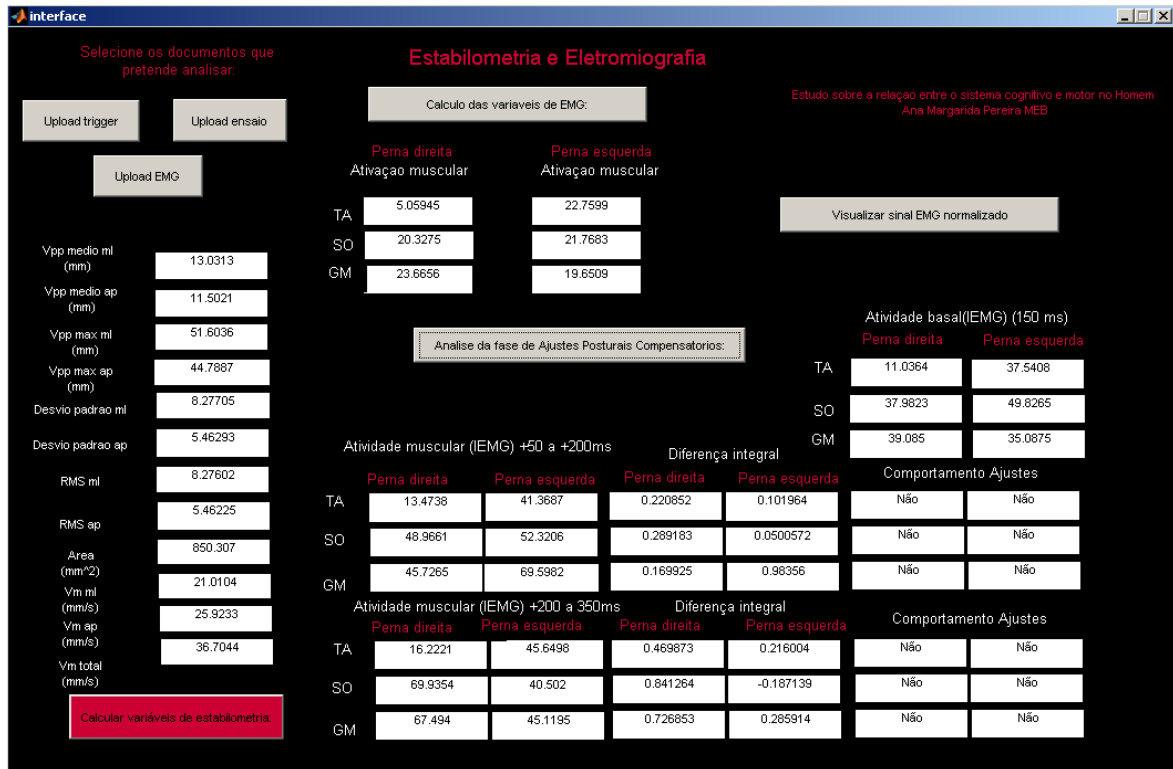 interface
Selecione os documentos que
pretende analisar:
Upload trigger
Upload ensaio
Upload EMG
Estabilometria e Eletromiografia
Calculo das variaveis de EMG:
Estudo sobre a relaçao entre o sistema cognitivo e motor no Homem
Ana Margarida Pereira MEB
Perna direita Perna esquerda
Ativaçao muscular Ativaçao muscular
TA 5.05945 22.7599
SO 20.3275 21.7683
GM 23.6656 19.6509
Visualizar sinal EMG normalizado
Vpp medio ml
(mm)
13.0313
Vpp medio ap
(mm)
11.5021
Vpp max ml
(mm)
51.6036
Vpp max ap
(mm)
44.7887
Desvio padrao ml
8.27705
Desvio padrao ap
5.46293
RMS ml
8.27602
RMS ap
5.46225
Area
(mm^2)
850.307
Vm ml
(mm/s)
21.0104
Vm ap
(mm/s)
25.9233
Vm total
(mm/s)
36.7044
Calcular variáveis de estabilometria:
Analise da fase de Ajustes Posturais Compensatorios:
Atividade basal(IEMG) (150 ms)
Perna direita Perna esquerda
TA 11.0364 37.5408
SO 37.9823 49.8265
GM 39.085 35.0875
Atividade muscular (IEMG) +50 a +200ms Diferença integral Comportamento Ajustes
Perna direita Perna esquerda Perna direita Perna esquerda
TA 13.4738 41.3687 0.220852 0.101964 Não Não
SO 48.9661 52.3206 0.289183 0.0500572 Não Não
GM 45.7265 69.5982 0.169925 0.98356 Não Não
Atividade muscular (IEMG) +200 a 350ms Diferença integral Comportamento Ajustes
Perna direita Perna esquerda Perna direita Perna esquerda
TA 16.2221 45.6498 0.469873 0.216004 Não Não
SO 69.9354 40.502 0.841264 -0.187139 Não Não
GM 67.494 45.1195 0.726853 0.285914 Não Não